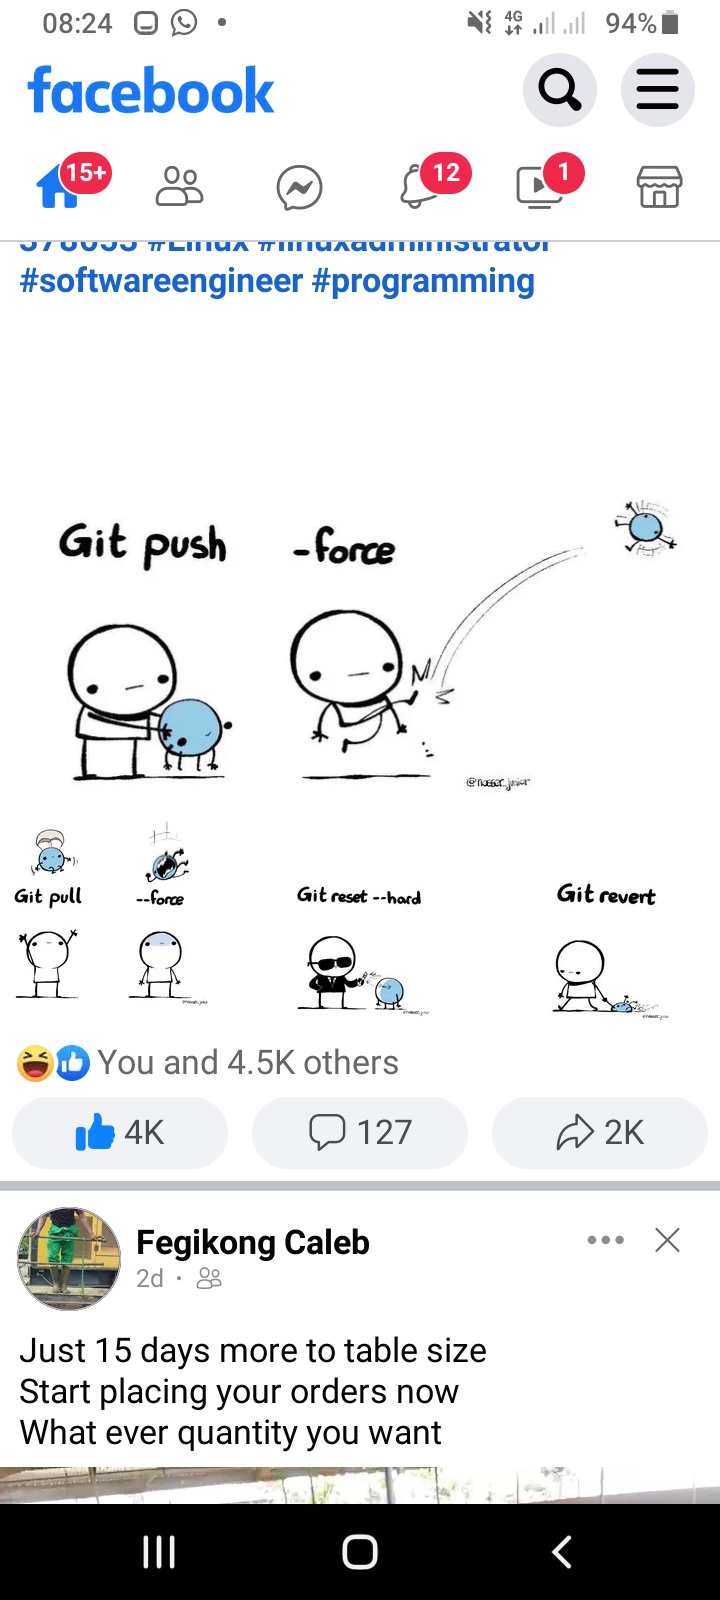 08:24
4G
94%
facebook
15+
12
1
#Linux #linuxadministrator
#softwareengineer #programming
Git push -force
@nasser_junior
Git pull --force Git reset --hard Git revert
You and 4.5K others
4K 127 2K
Fegikong Caleb
2d ·
Just 15 days more to table size
Start placing your orders now
What ever quantity you want